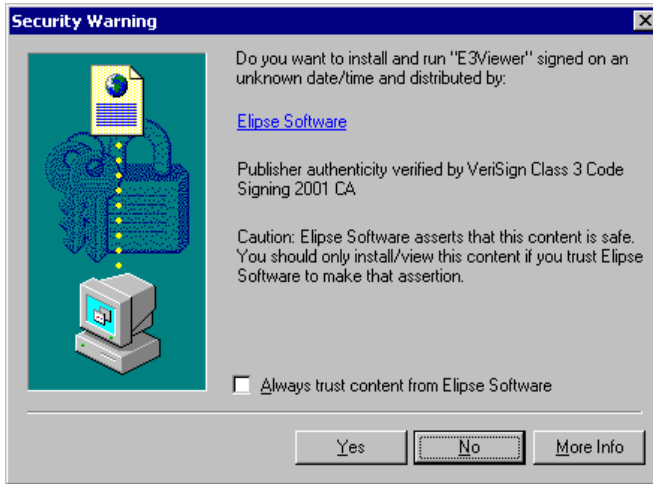 Security Warning
Do you want to install and run "E3Viewer" signed on an
unknown date/time and distributed by:
Elipse Software
Publisher authenticity verified by VeriSign Class 3 Code
Signing 2001 CA
Caution: Elipse Software asserts that this content is safe.
You should only install/view this content if you trust Elipse
Software to make that assertion.
Always trust content from Elipse Software
Yes
No
More Info